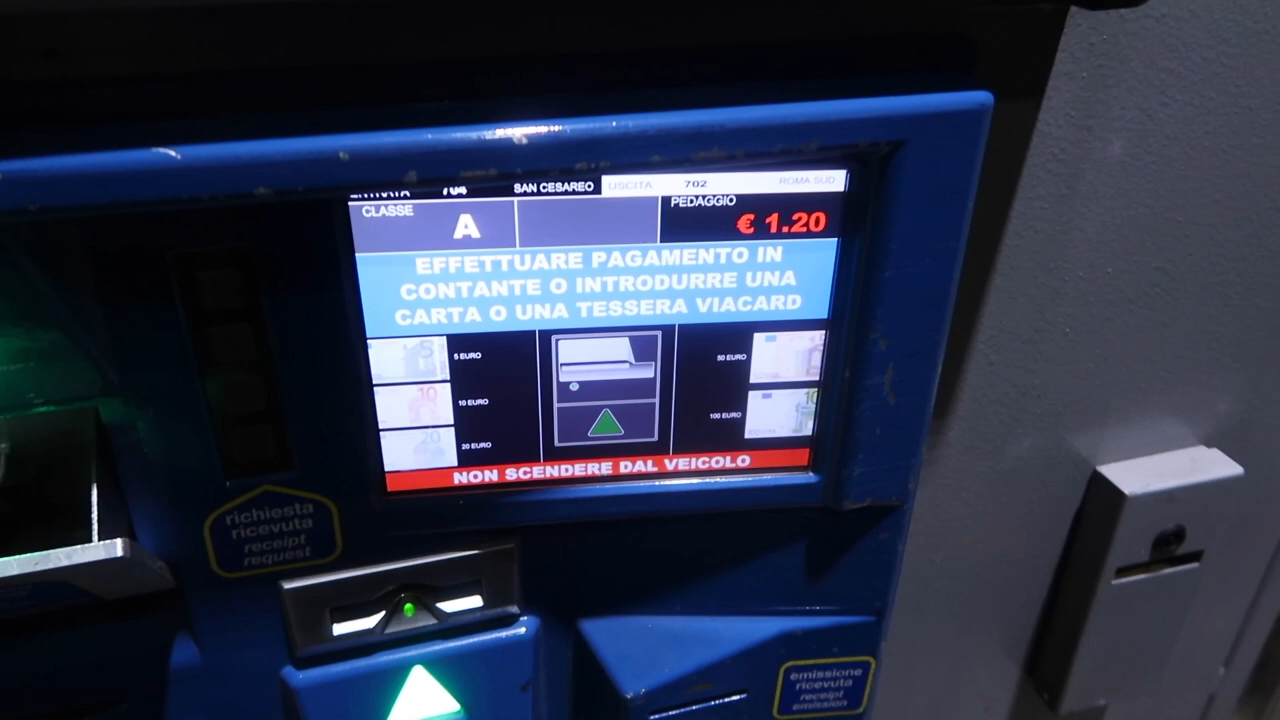 ENTRATA 704 SAN CESAREO USCITA 702 ROMA SUD
CLASSE
A
PEDAGGIO
€ 1.20
EFFETTUARE PAGAMENTO IN
CONTANTE O INTRODURRE UNA
CARTA O UNA TESSERA VIACARD
5 EURO
10 EURO
20 EURO
50 EURO
100 EURO
NON SCENDERE DAL VEICOLO
richiesta
ricevuta
receipt
request
emissione
ricevuta
receipt
emission